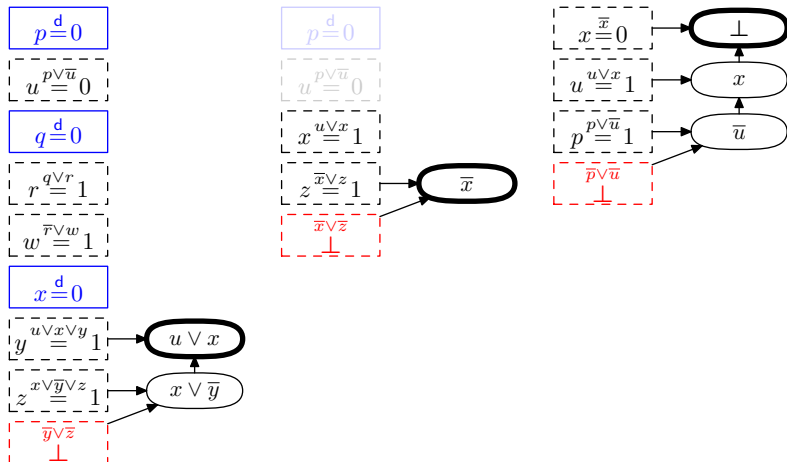 p =ᵈ 0
u =^{p∨u̅} 0
q =ᵈ 0
r =^{q∨r} 1
w =^{r̅∨w} 1
x =ᵈ 0
y =^{u∨x∨y} 1
u ∨ x
z =^{x∨y̅∨z} 1
x ∨ y̅
y̅∨z̅
⊥
p =ᵈ 0
u =^{p∨u̅} 0
x =^{u∨x} 1
z =^{x̅∨z} 1
x̅
x̅∨z̅
⊥
x =^{x̅} 0
⊥
u =^{u∨x} 1
x
p =^{p∨u̅} 1
u̅
p̅∨u̅
⊥